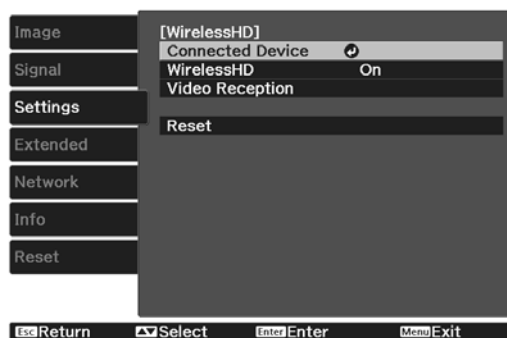 Image
Signal
Settings
Extended
Network
Info
Reset
[WirelessHD]
Connected Device
WirelessHD On
Video Reception
Reset
Esc Return Select Enter Enter Menu Exit